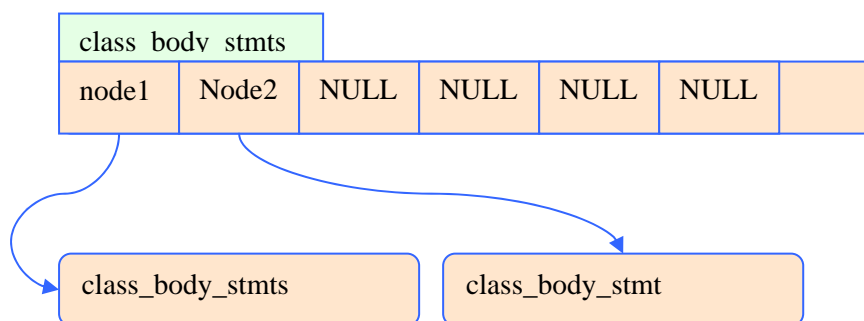 class_body_stmts
node1 Node2 NULL NULL NULL NULL
class_body_stmts class_body_stmt